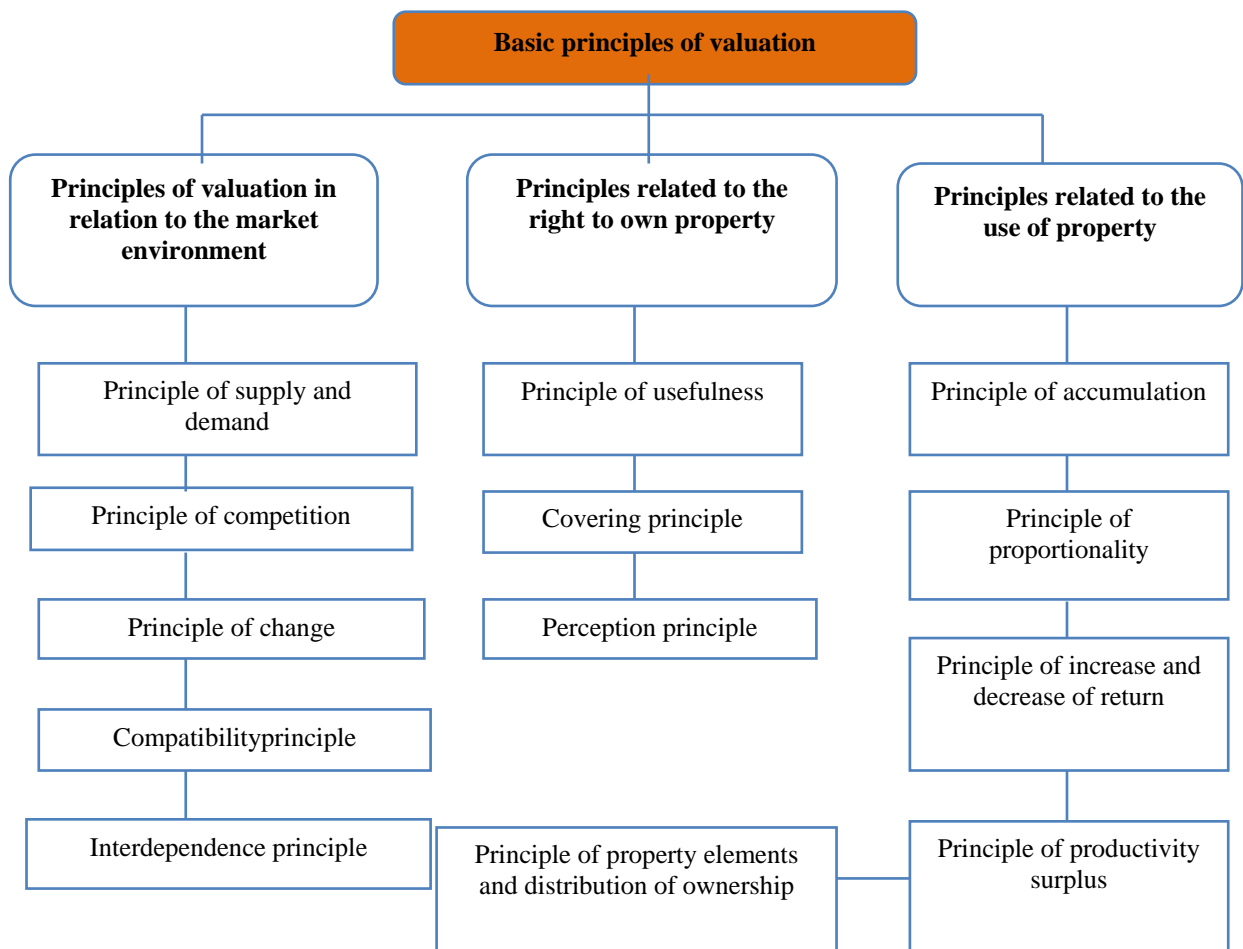 Basic principles of valuation
Principles of valuation in
relation to the market
environment
Principles related to the
right to own property
Principles related to the
use of property
Principle of supply and
demand
Principle of usefulness
Principle of accumulation
Principle of competition
Covering principle
Principle of
proportionality
Principle of change
Perception principle
Principle of increase and
decrease of return
Compatibilityprinciple
Interdependence principle
Principle of property elements
and distribution of ownership
Principle of productivity
surplus